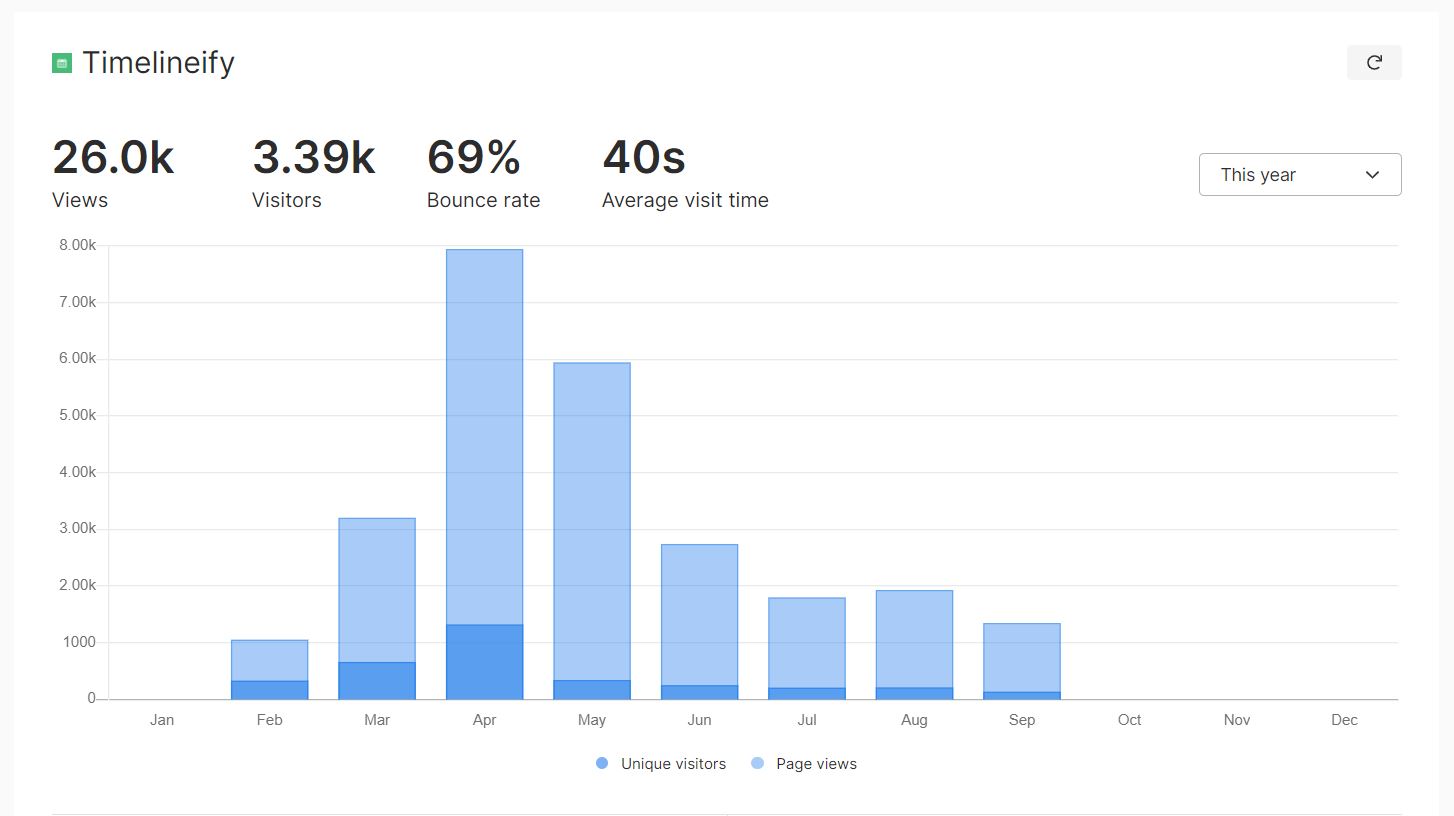 Timelineify
26.0k 3.39k 69% 40s
Views Visitors Bounce rate Average visit time
This year
8.00k
7.00k
6.00k
5.00k
4.00k
3.00k
2.00k
1000
0
Jan Feb Mar Apr May Jun Jul Aug Sep Oct Nov Dec
Unique visitors Page views